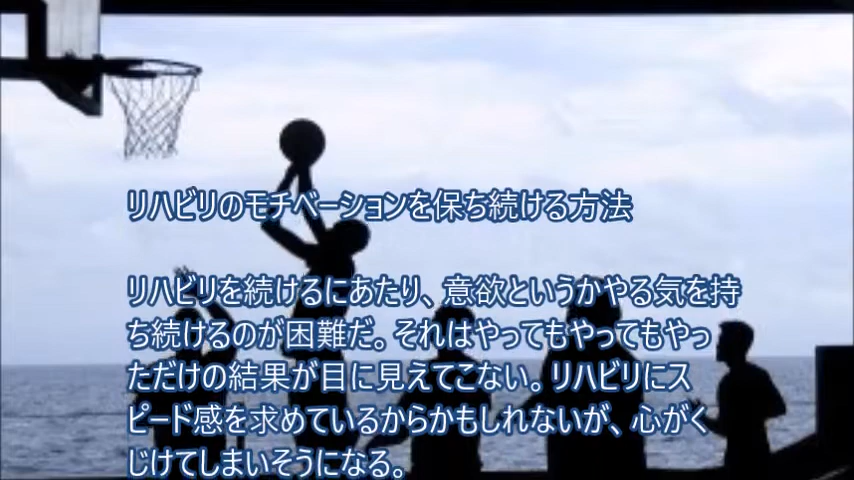 リハビリのモチベーションを保ち続ける方法
リハビリを続けるにあたり、意欲というかやる気を持
ち続けるのが困難だ。それはやってもやってもやっ
ただけの結果が目に見えてこない。リハビリにス
ピード感を求めているからかもしれないが、心がく
じけてしまいそうになる。